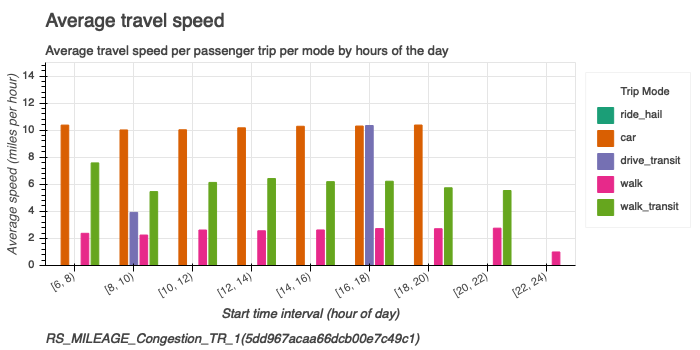 Average travel speed
Average travel speed per passenger trip per mode by hours of the day
Average speed (miles per hour)
14
12
10
8
6
4
2
0
[6, 8)
[8, 10)
[10, 12)
[12, 14)
[14, 16)
[16, 18)
[18, 20)
[20, 22)
[22, 24)
Start time interval (hour of day)
Trip Mode
ride_hail
car
drive_transit
walk
walk_transit
RS_MILEAGE_Congestion_TR_1(5dd967acaa66dcb00e7c49c1)